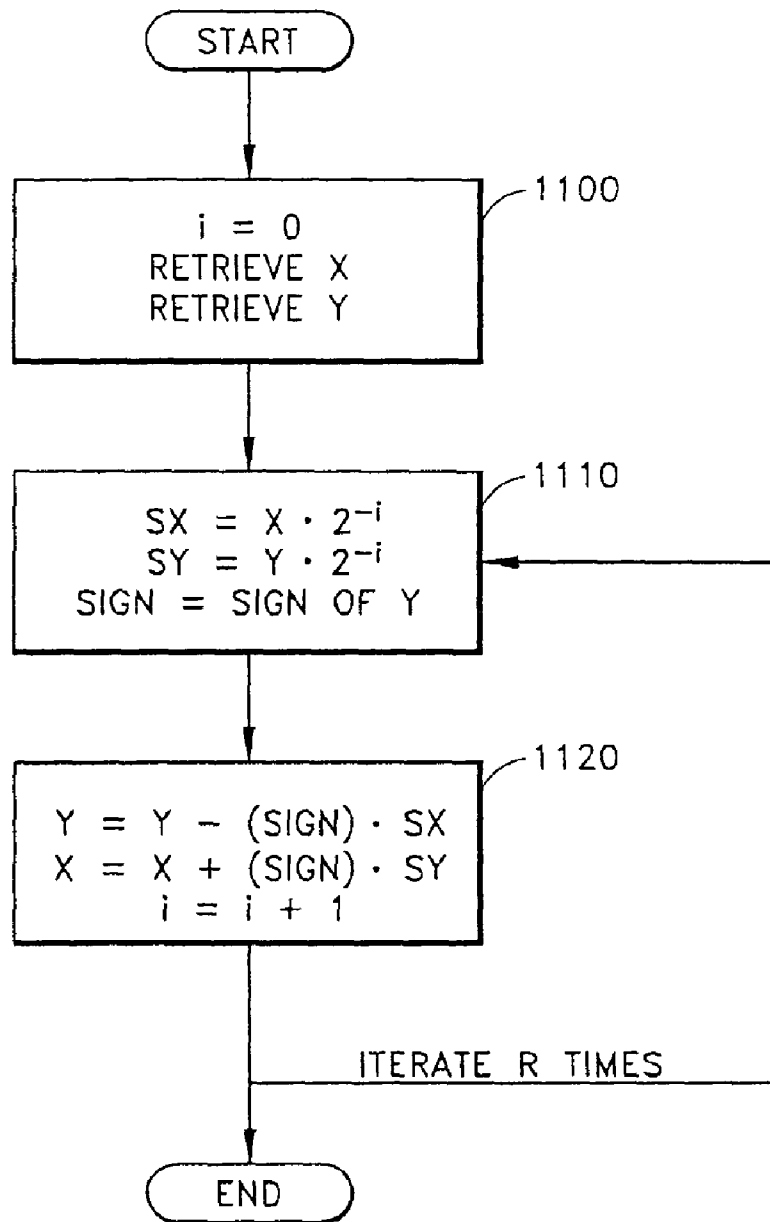 START
1100
i = 0
RETRIEVE X
RETRIEVE Y
1110
SX = X · 2⁻ⁱ
SY = Y · 2⁻ⁱ
SIGN = SIGN OF Y
1120
Y = Y − (SIGN) · SX
X = X + (SIGN) · SY
i = i + 1
ITERATE R TIMES
END